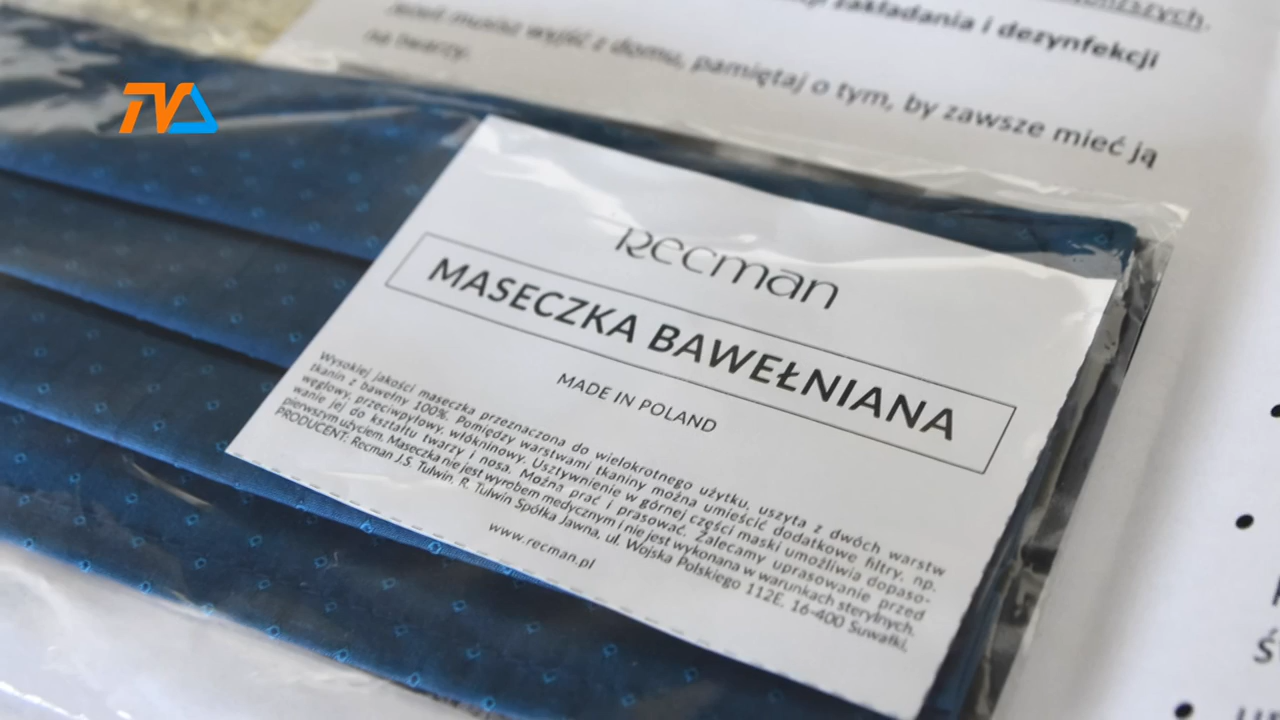 zakładania i dezynfekcji
Jeżeli musisz wyjść z domu, pamiętaj o tym, by zawsze mieć ją
na twarzy.
TVA
Recman
MASECZKA BAWEŁNIANA
MADE IN POLAND
Wysokiej jakości maseczka przeznaczona do wielokrotnego użytku, uszyta z dwóch warstw
tkanin z bawełny 100%. Pomiędzy warstwami tkaniny można umieścić dodatkowe filtry, np.
węglowy, przeciwpyłowy, włókninowy. Usztywnienie w górnej części maski umożliwia dopaso-
wanie jej do kształtu twarzy i nosa. Można prać i prasować. Zalecamy uprasowanie przed
pierwszym użyciem. Maseczka nie jest wyrobem medycznym i nie jest wykonana w warunkach sterylnych.
PRODUCENT: Recman J.S. Tulwin, R. Tulwin Spółka Jawna, ul. Wojska Polskiego 112E, 16-400 Suwałki,
www.recman.pl